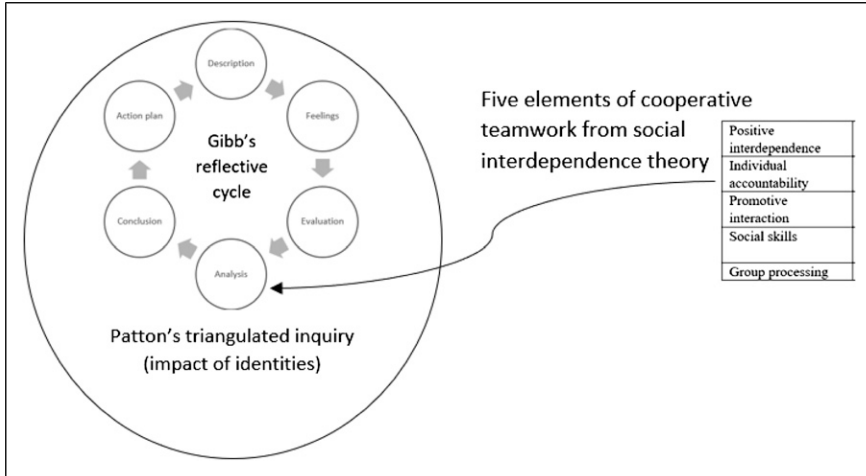 Description
Feelings
Evaluation
Analysis
Conclusion
Action plan
Gibb's
reflective
cycle
Patton's triangulated inquiry
(impact of identities)
Five elements of cooperative
teamwork from social
interdependence theory
Positive
interdependence
Individual
accountability
Promotive
interaction
Social skills
Group processing